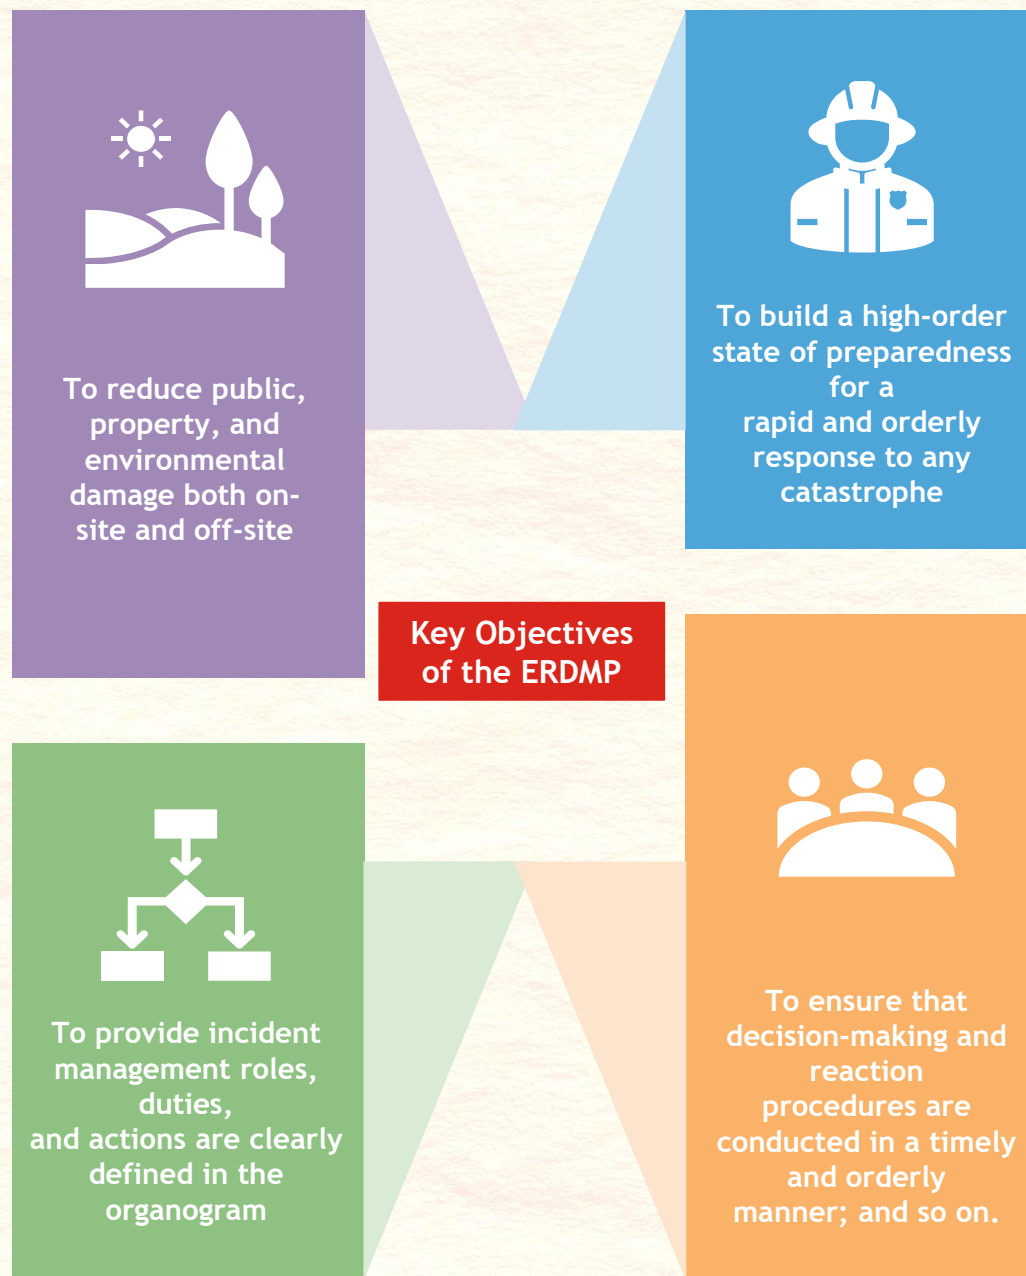 To reduce public,
property, and
environmental
damage both on-
site and off-site
To build a high-order
state of preparedness
for a
rapid and orderly
response to any
catastrophe
Key Objectives
of the ERDMP
To provide incident
management roles,
duties,
and actions are clearly
defined in the
organogram
To ensure that
decision-making and
reaction
procedures are
conducted in a timely
and orderly
manner; and so on.